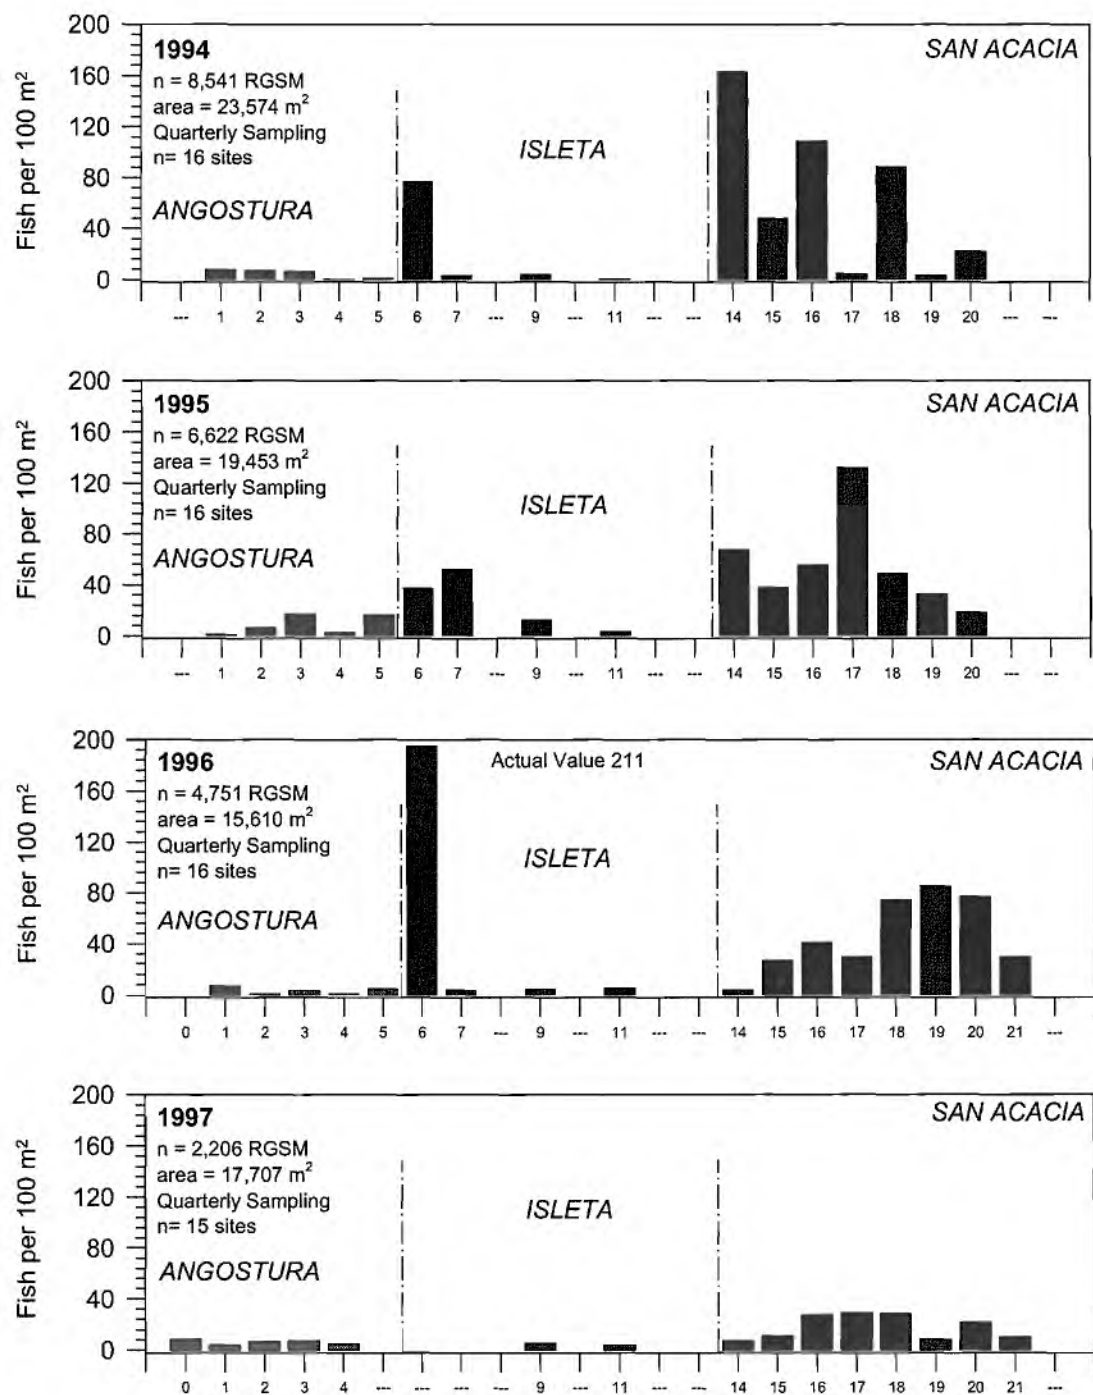 200
160
120
80
40
0
Fish per 100 m²
1994
n = 8,541 RGSM
area = 23,574 m²
Quarterly Sampling
n= 16 sites
ANGOSTURA
ISLETA
SAN ACACIA
--- 1 2 3 4 5 6 7 --- 9 --- 11 --- --- 14 15 16 17 18 19 20 --- ---
200
160
120
80
40
0
Fish per 100 m²
1995
n = 6,622 RGSM
area = 19,453 m²
Quarterly Sampling
n= 16 sites
ANGOSTURA
ISLETA
SAN ACACIA
--- 1 2 3 4 5 6 7 --- 9 --- 11 --- --- 14 15 16 17 18 19 20 --- ---
200
160
120
80
40
0
Fish per 100 m²
1996
n = 4,751 RGSM
area = 15,610 m²
Quarterly Sampling
n= 16 sites
ANGOSTURA
Actual Value 211
ISLETA
SAN ACACIA
0 1 2 3 4 5 6 7 --- 9 --- 11 --- --- 14 15 16 17 18 19 20 21 ---
200
160
120
80
40
0
Fish per 100 m²
1997
n = 2,206 RGSM
area = 17,707 m²
Quarterly Sampling
n= 15 sites
ANGOSTURA
ISLETA
SAN ACACIA
0 1 2 3 4 --- --- --- --- 9 --- 11 --- --- 14 15 16 17 18 19 20 21 ---